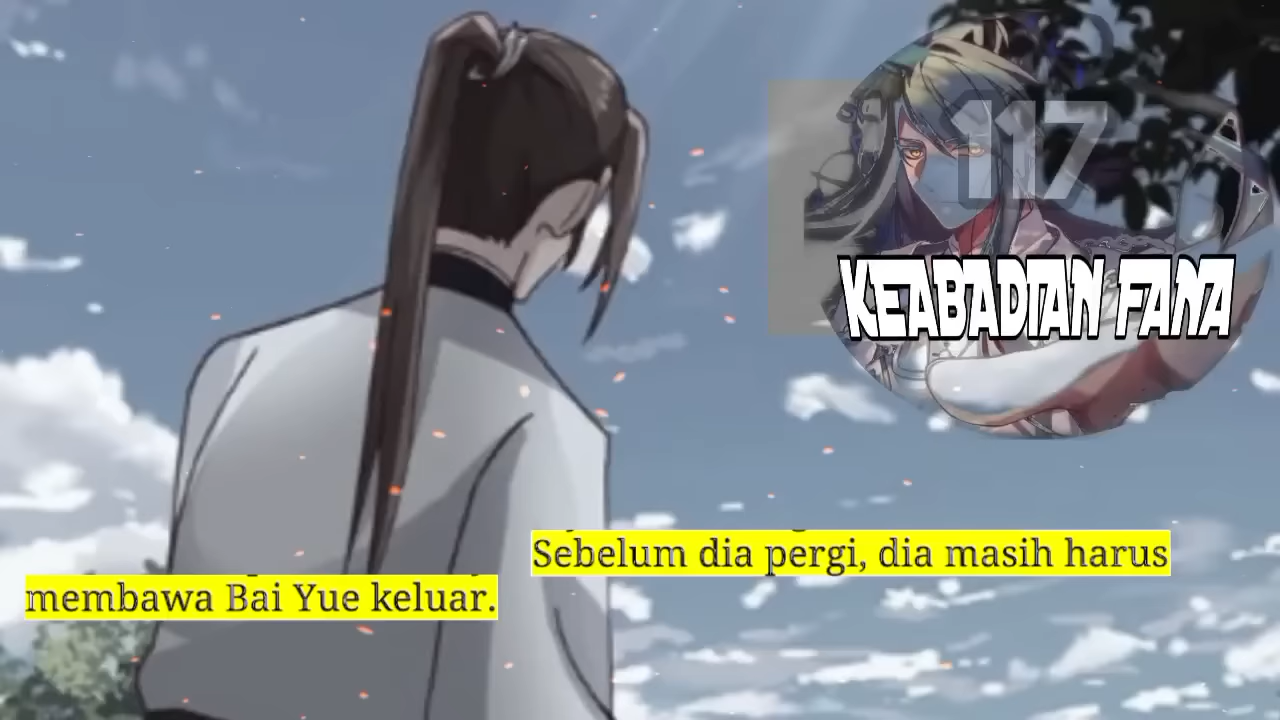 117
KEABADIAN FANA
Sebelum dia pergi, dia masih harus
membawa Bai Yue keluar.